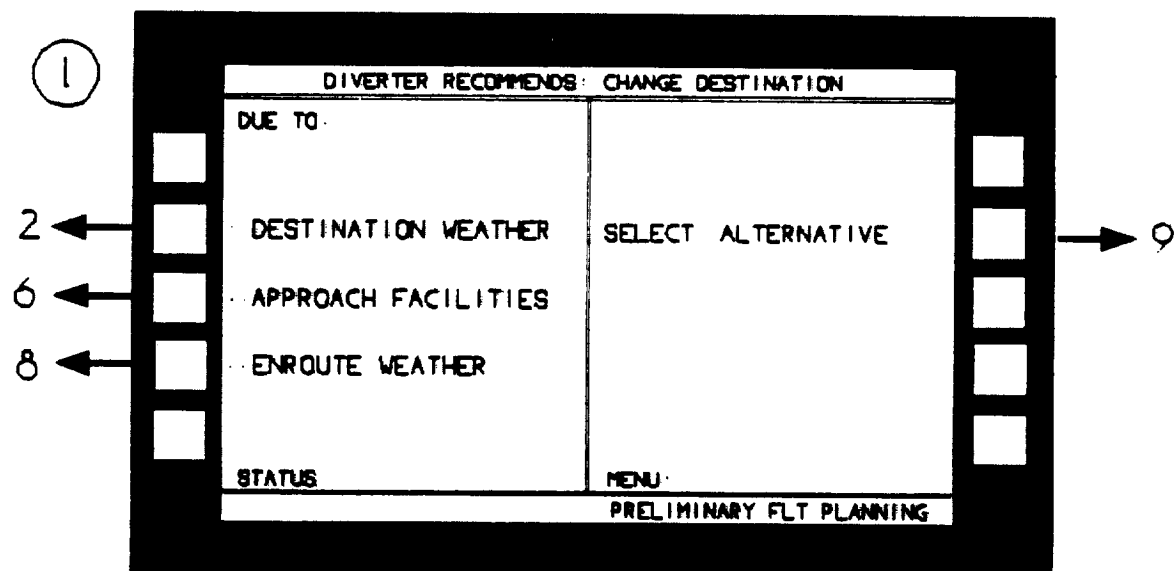 1
DIVERTER RECOMMENDS: CHANGE DESTINATION
DUE TO:
2
DESTINATION WEATHER
SELECT ALTERNATIVE
9
6
APPROACH FACILITIES
8
ENROUTE WEATHER
STATUS
MENU:
PRELIMINARY FLT PLANNING